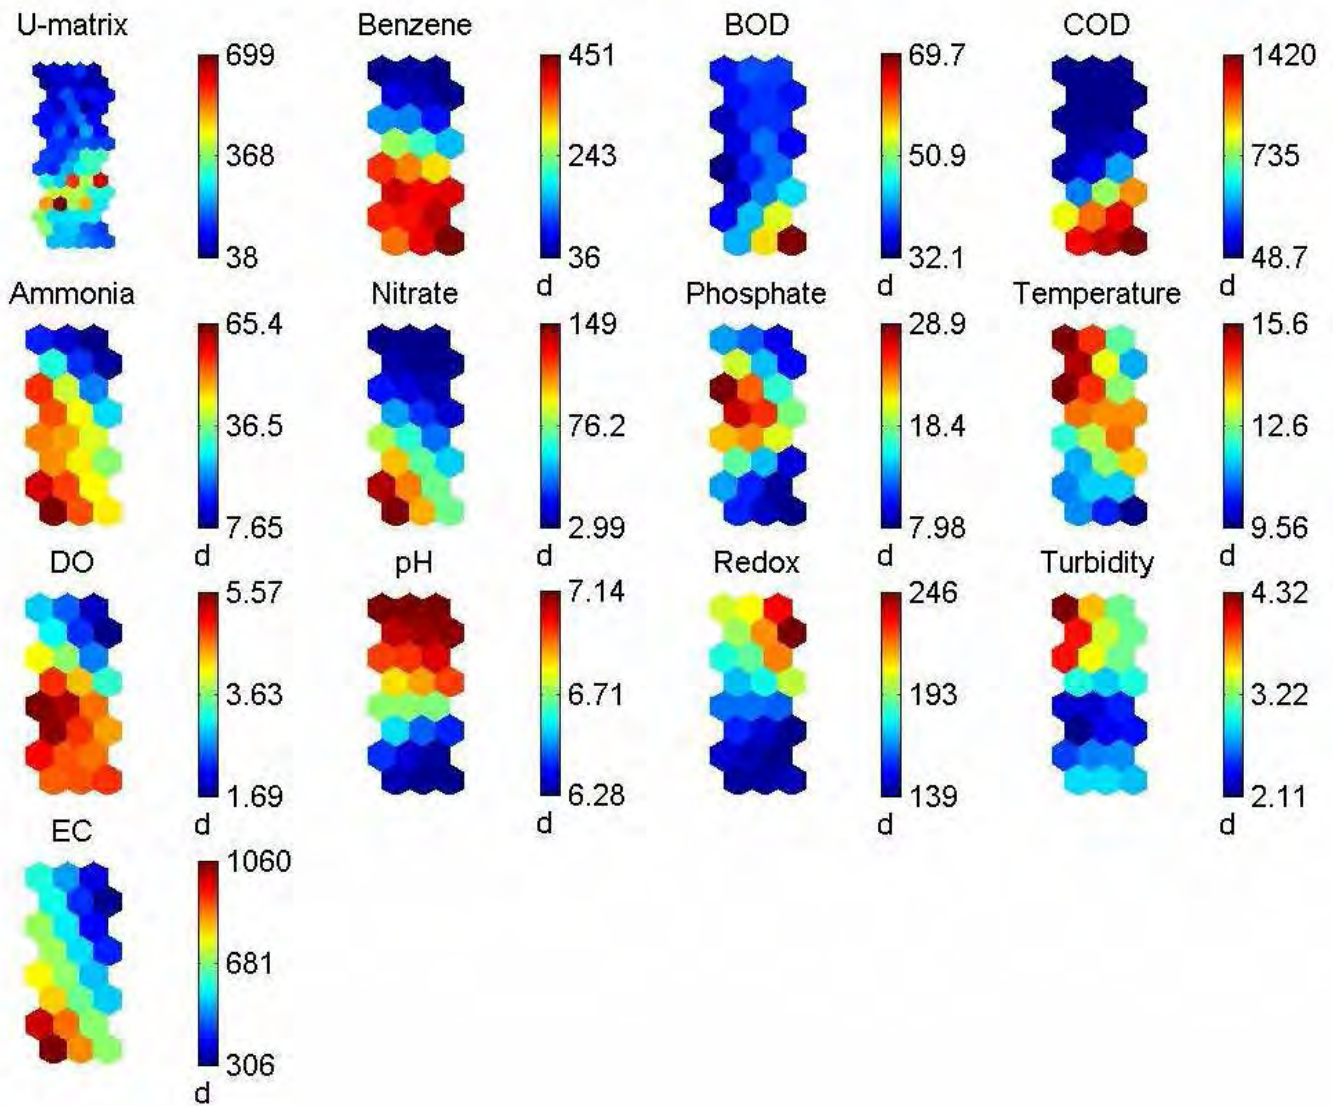 U-matrix
699
368
38
Benzene
451
243
36
d
BOD
69.7
50.9
32.1
d
COD
1420
735
48.7
d
Ammonia
65.4
36.5
7.65
d
Nitrate
149
76.2
2.99
d
Phosphate
28.9
18.4
7.98
d
Temperature
15.6
12.6
9.56
d
DO
5.57
3.63
1.69
d
pH
7.14
6.71
6.28
d
Redox
246
193
139
d
Turbidity
4.32
3.22
2.11
d
EC
1060
681
306
d